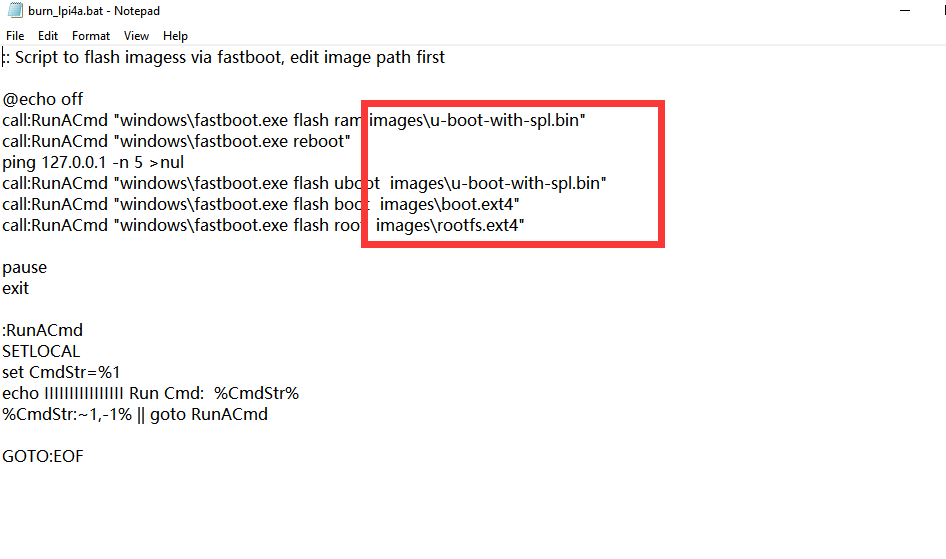 burn_lpi4a.bat - Notepad
File Edit Format View Help
:: Script to flash imagess via fastboot, edit image path first
@echo off
call:RunACmd "windows\fastboot.exe flash ram images\u-boot-with-spl.bin"
call:RunACmd "windows\fastboot.exe reboot"
ping 127.0.0.1 -n 5 >nul
call:RunACmd "windows\fastboot.exe flash uboot  images\u-boot-with-spl.bin"
call:RunACmd "windows\fastboot.exe flash boot  images\boot.ext4"
call:RunACmd "windows\fastboot.exe flash root  images\rootfs.ext4"
pause
exit
:RunACmd
SETLOCAL
set CmdStr=%1
echo IIIIIIIIIIIIIIII Run Cmd:  %CmdStr%
%CmdStr:~1,-1% || goto RunACmd
GOTO:EOF